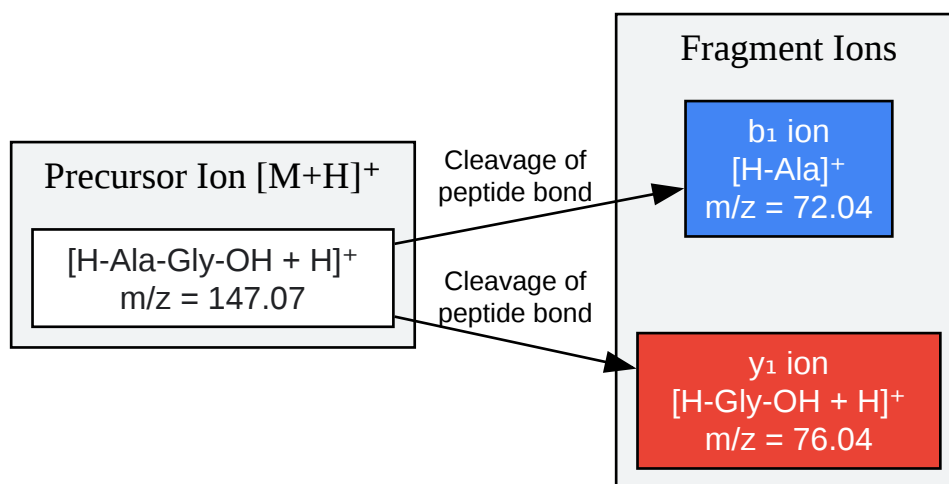 Precursor Ion [M+H]⁺
[H-Ala-Gly-OH + H]⁺
m/z = 147.07
Cleavage of
peptide bond
Cleavage of
peptide bond
Fragment Ions
b₁ ion
[H-Ala]⁺
m/z = 72.04
y₁ ion
[H-Gly-OH + H]⁺
m/z = 76.04